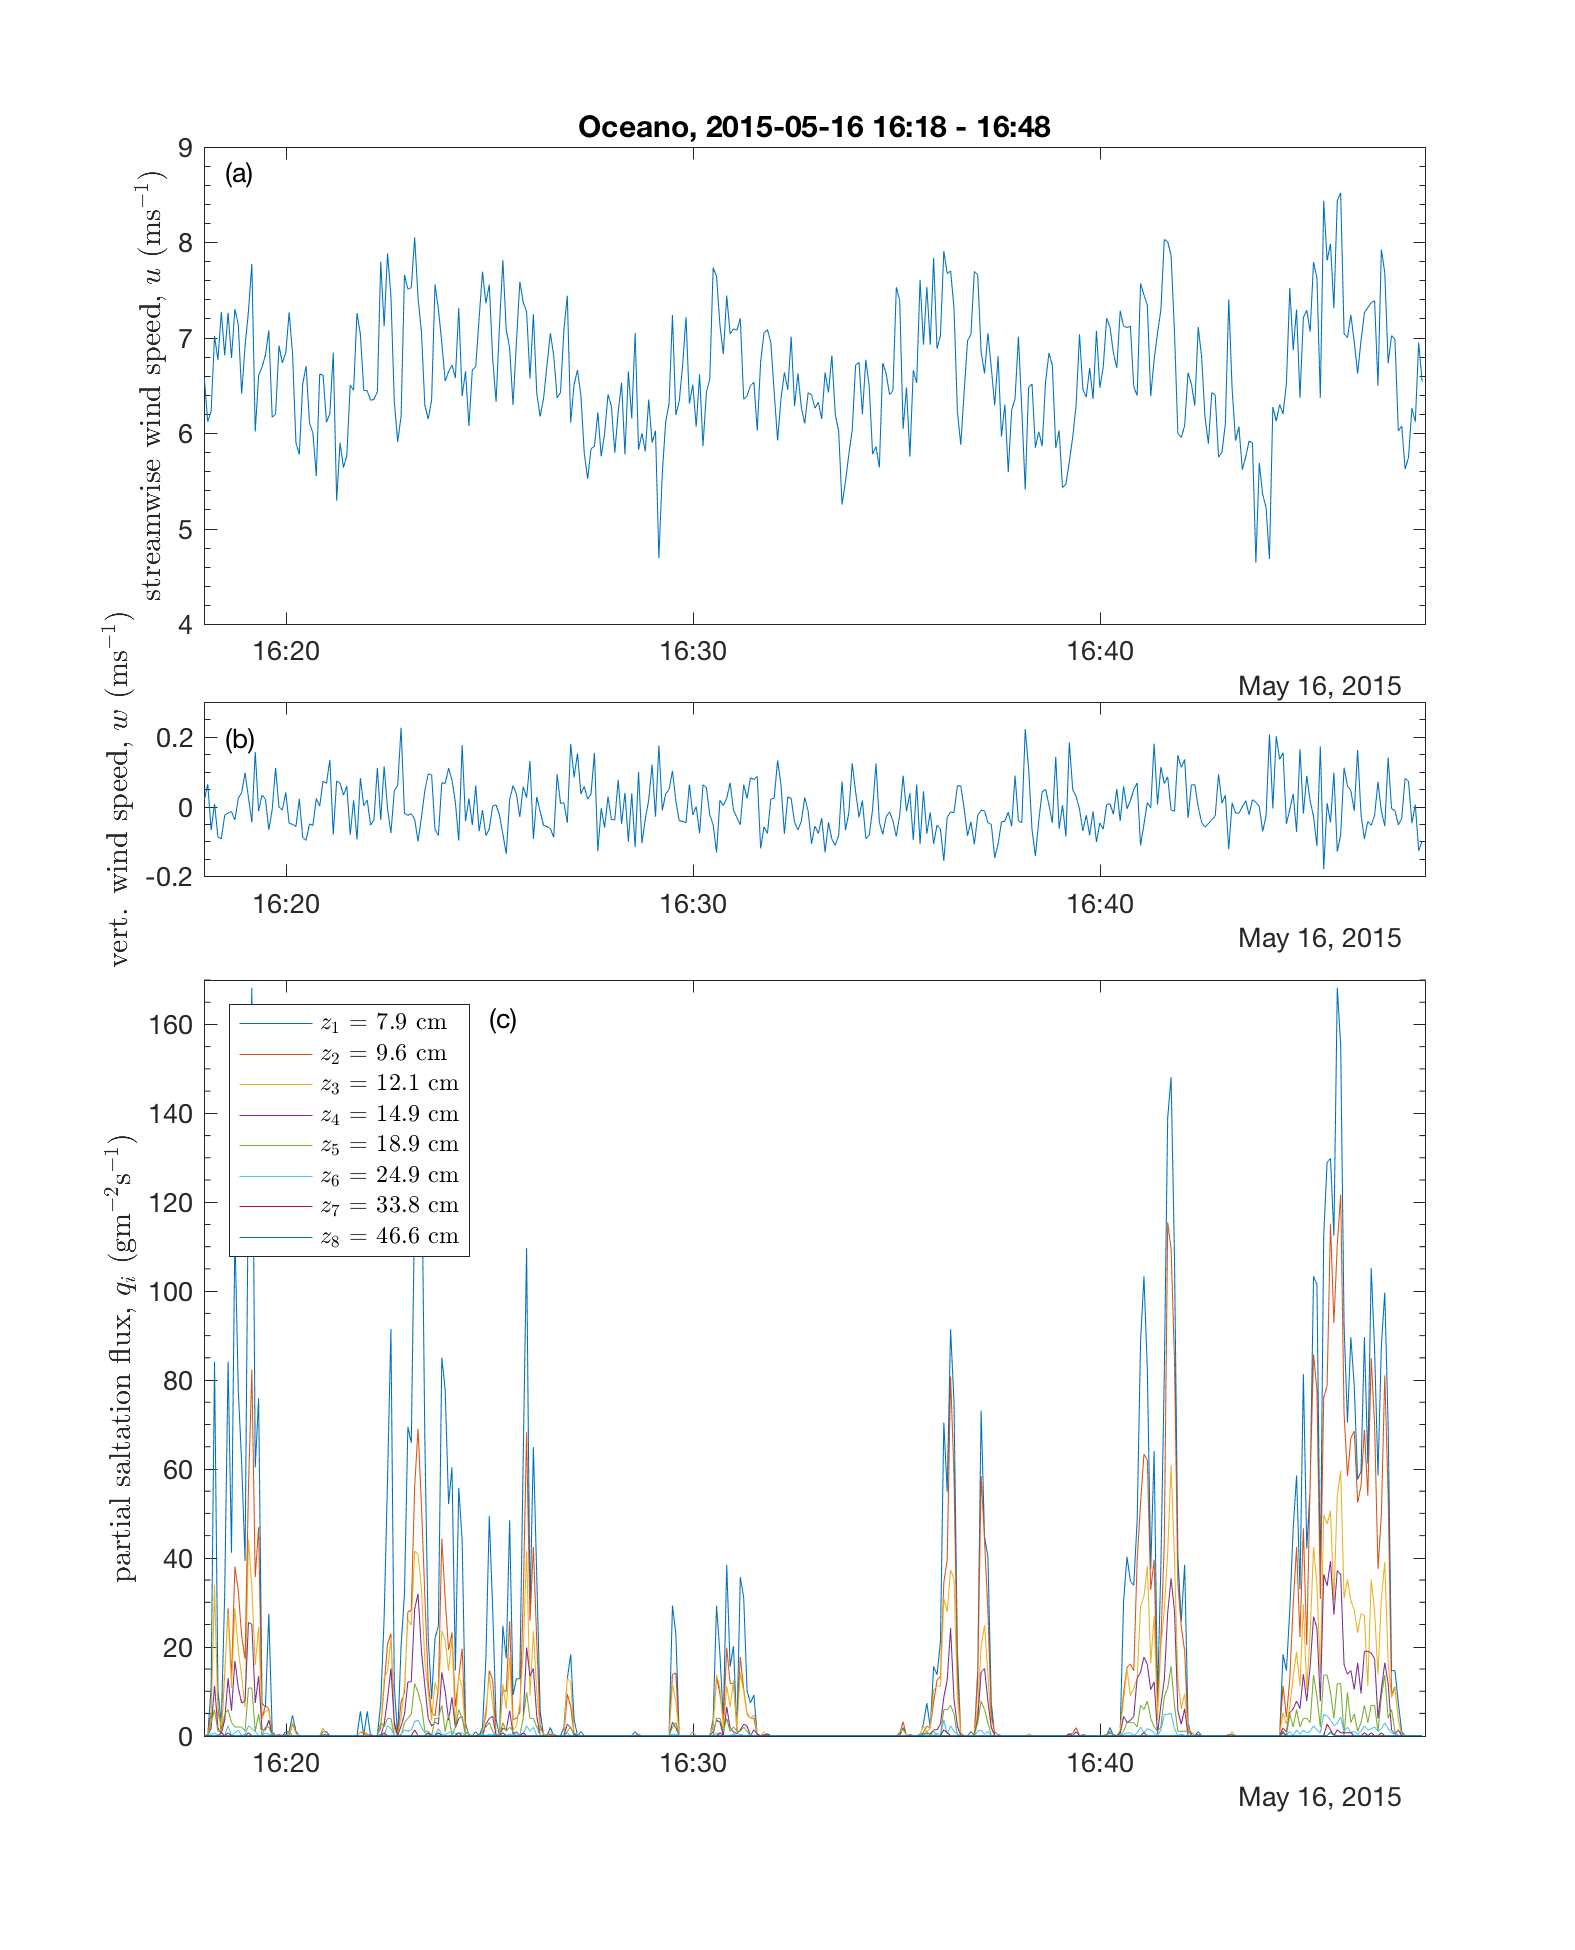 Oceano, 2015-05-16 16:18 - 16:48
(a)
streamwise wind speed, u (ms⁻¹)
9
8
7
6
5
4
16:20 16:30 16:40
May 16, 2015
(b)
vert. wind speed, w (ms⁻¹)
0.2
0
-0.2
16:20 16:30 16:40
May 16, 2015
(c)
partial saltation flux, qᵢ (gm⁻²s⁻¹)
160
140
120
100
80
60
40
20
0
z₁ = 7.9 cm
z₂ = 9.6 cm
z₃ = 12.1 cm
z₄ = 14.9 cm
z₅ = 18.9 cm
z₆ = 24.9 cm
z₇ = 33.8 cm
z₈ = 46.6 cm
16:20 16:30 16:40
May 16, 2015